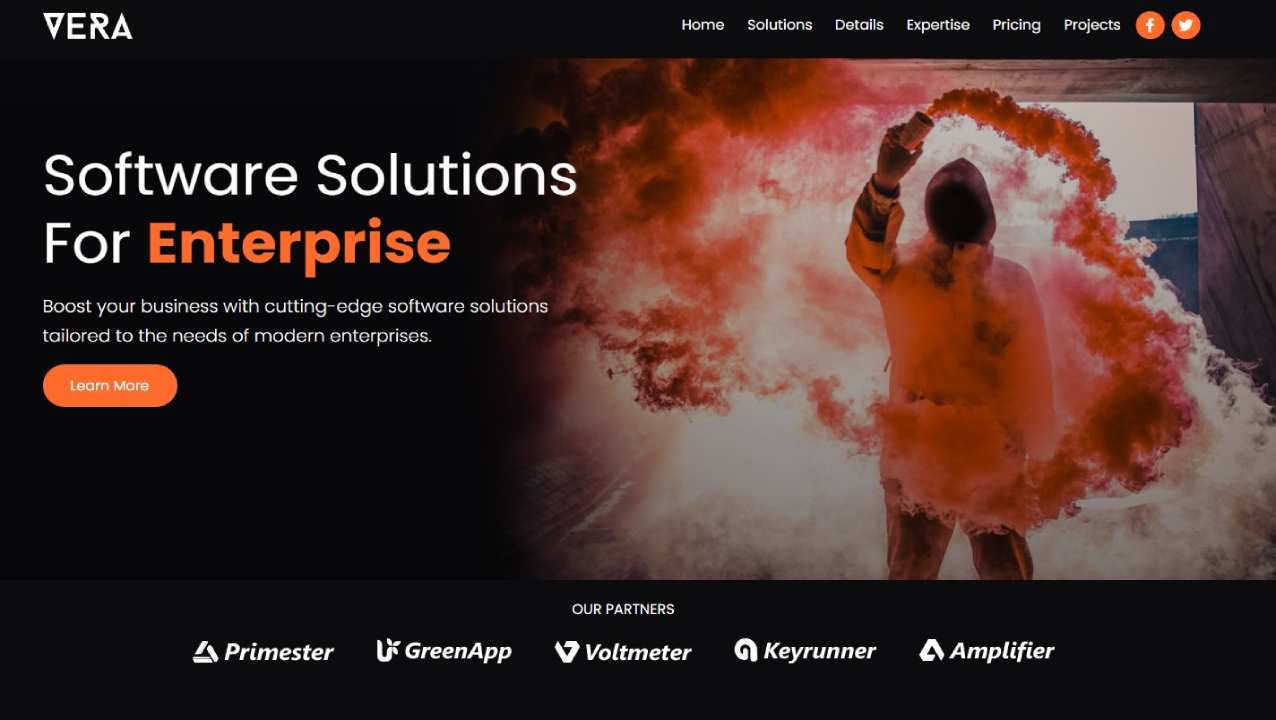 VERA
Home Solutions Details Expertise Pricing Projects
Software Solutions
For Enterprise
Boost your business with cutting-edge software solutions
tailored to the needs of modern enterprises.
Learn More
OUR PARTNERS
Primester GreenApp Voltmeter Keyrunner Amplifier